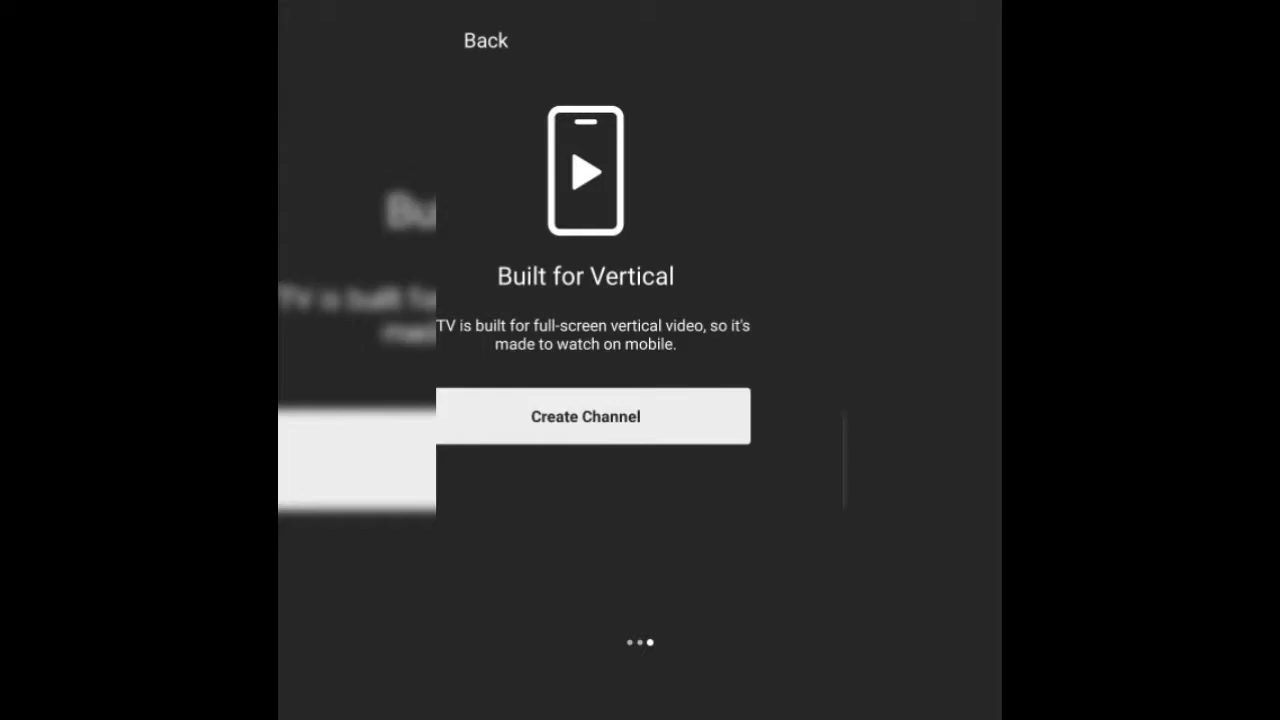 Back
Built for Vertical
TV is built for full-screen vertical video, so it's
made to watch on mobile.
Create Channel